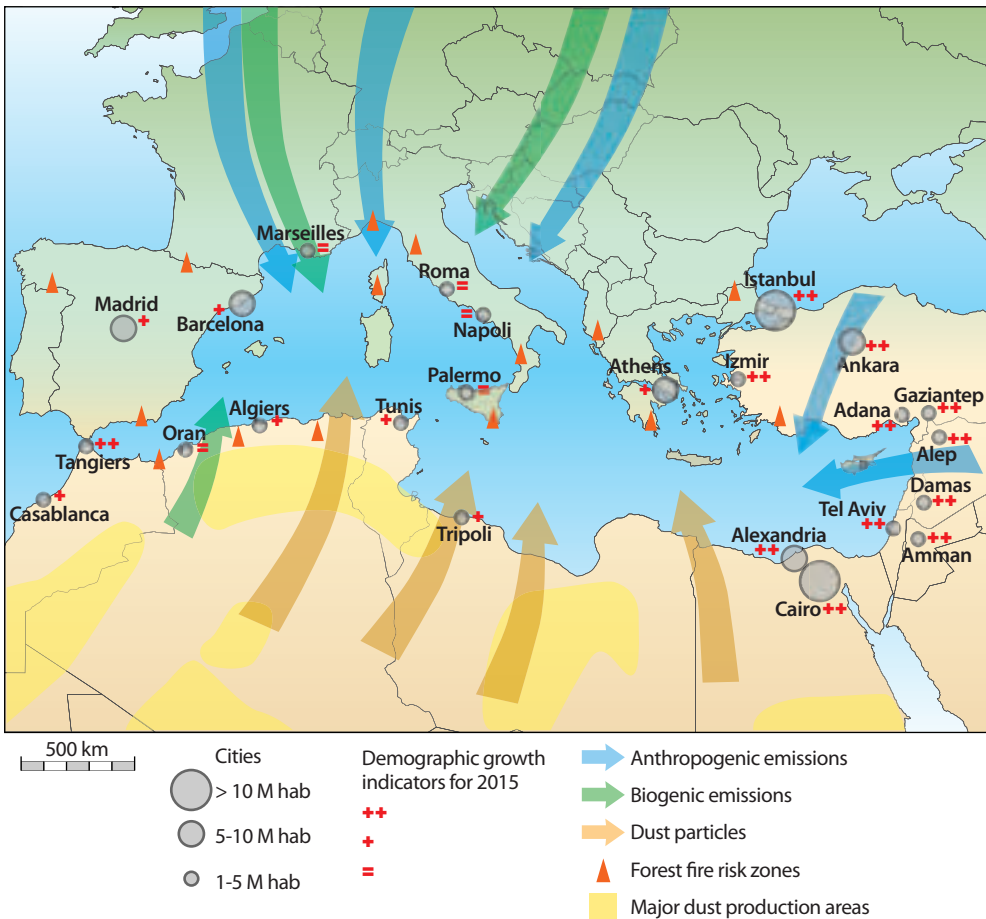 Marseilles
=
Roma
=
=
Napoli
Madrid
+
+
Barcelona
Istanbul
++
Ankara
++
Athens
+
Izmir
++
Palermo
=
Gaziantep
++
Adana
++
Alep
++
Algiers
+
Tunis
+
Oran
=
Tangiers
++
Casablanca
+
Damas
++
Tel Aviv
++
Tripoli
+
Alexandria
++
Amman
++
Cairo
++
500 km
Cities
> 10 M hab
5-10 M hab
1-5 M hab
Demographic growth
indicators for 2015
++
+
=
Anthropogenic emissions
Biogenic emissions
Dust particles
Forest fire risk zones
Major dust production areas